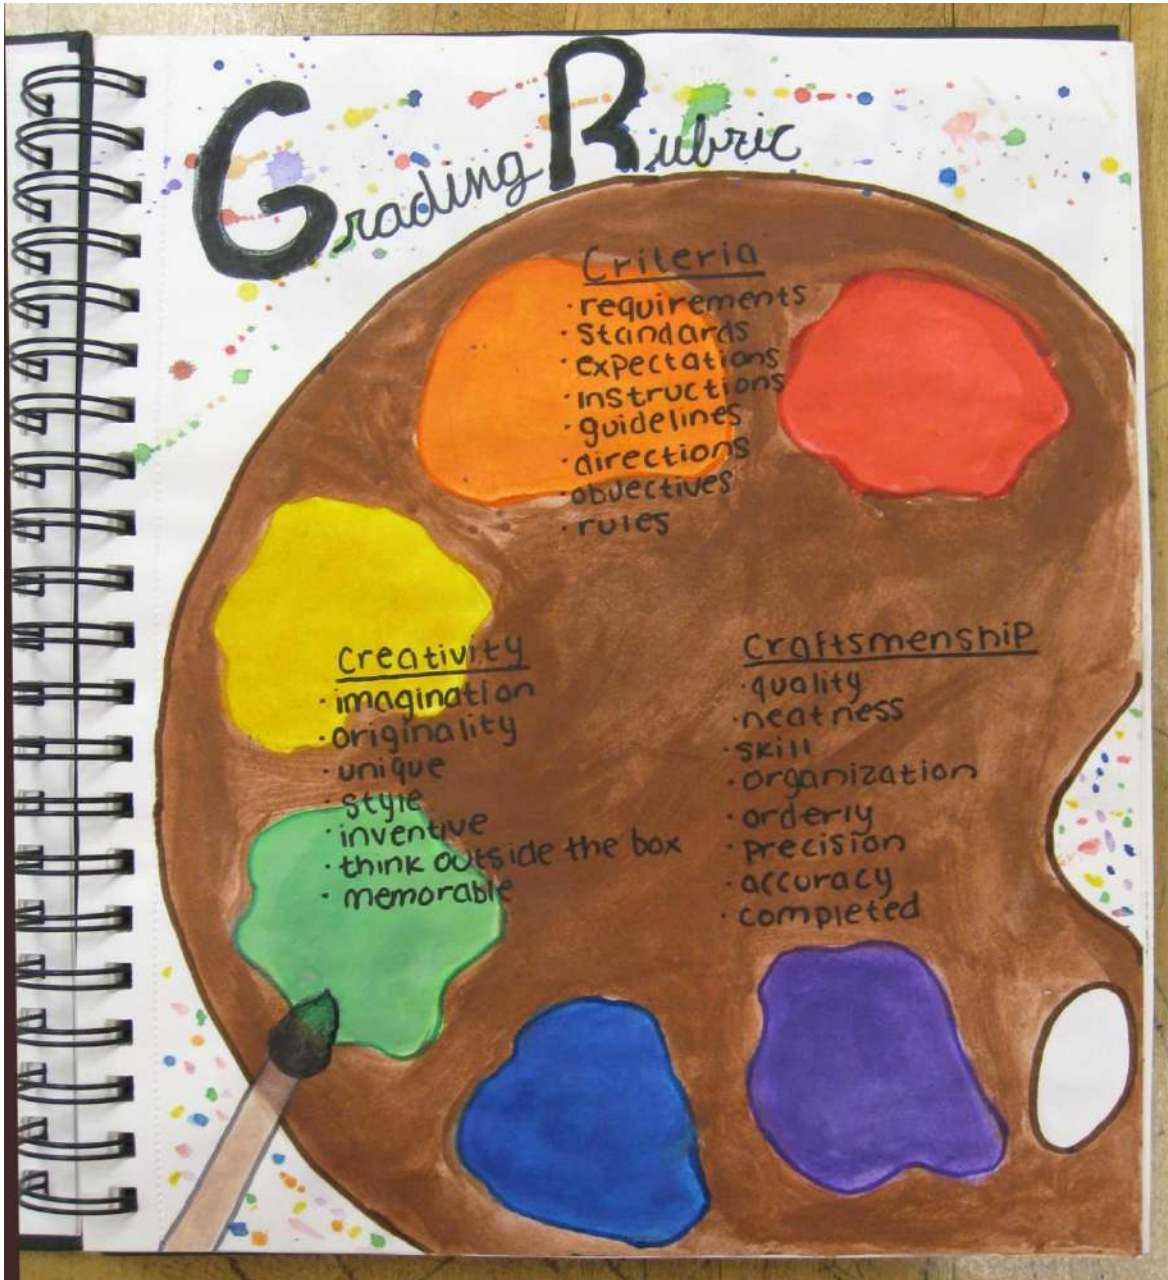 Grading Rubric
Criteria
· requirements
· standards
· expectations
· instructions
· guidelines
· directions
· objectives
· rules
Creativity
· imagination
· originality
· unique
· style
· inventive
· think outside the box
· memorable
Craftsmenship
· quality
· neatness
· skill
· organization
· orderly
· precision
· accuracy
· completed